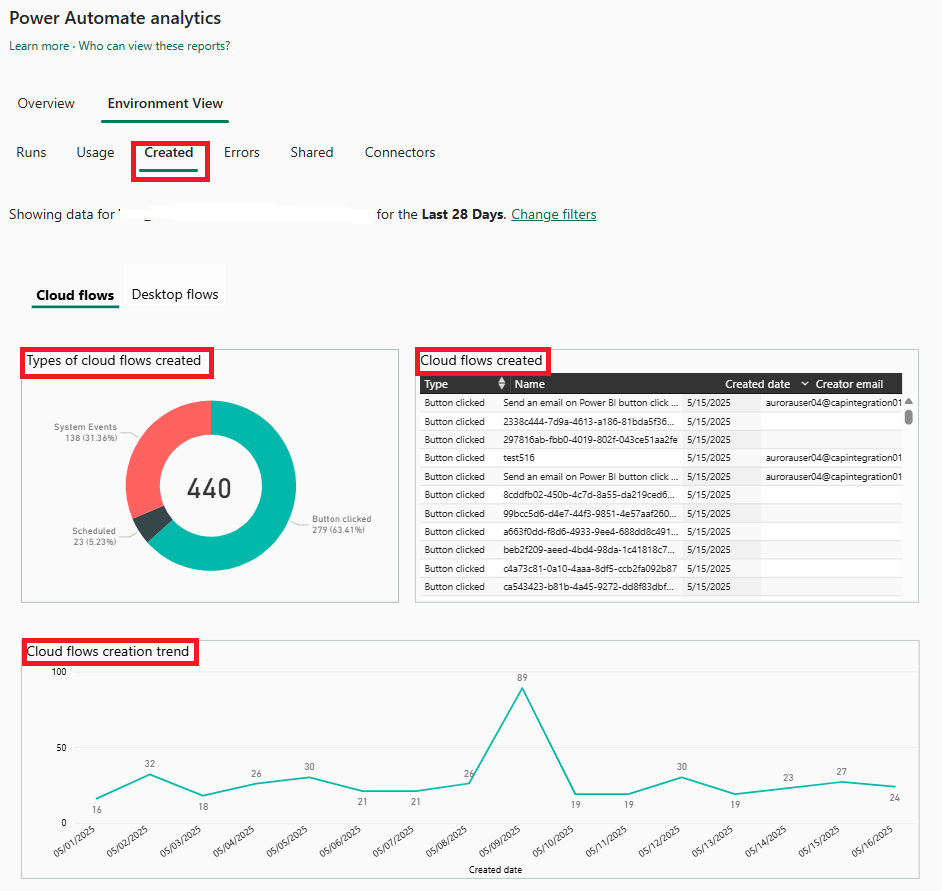 Power Automate analytics
Learn more · Who can view these reports?
Overview Environment View
Runs Usage Created Errors Shared Connectors
Showing data for for the Last 28 Days. Change filters
Cloud flows Desktop flows
Types of cloud flows created
System Events
138 (31.36%)
440
Button clicked
279 (63.41%)
Scheduled
23 (5.23%)
Cloud flows created
Type Name Created date Creator email
Button clicked Send an email on Power BI button click ... 5/15/2025 aurorauser04@capintegration01
Button clicked 2338c444-7d9a-4613-a186-81bda5f36... 5/15/2025
Button clicked 297816ab-fbb0-4019-802f-043ce51aa2fe 5/15/2025
Button clicked test516 5/15/2025 aurorauser04@capintegration01
Button clicked Send an email on Power BI button click ... 5/15/2025 aurorauser04@capintegration01
Button clicked 8cddfb02-450b-4c7d-8a55-da219ced6... 5/15/2025
Button clicked 99bcc5d6-d4e7-44f3-9851-4e57aaf260... 5/15/2025
Button clicked a663f0dd-f8d6-4933-9ee4-688dd8c491... 5/15/2025
Button clicked beb2f209-aeed-4bd4-98da-1c41818c7... 5/15/2025
Button clicked c4a73c81-0a10-4aaa-8df5-ccb2fa092b87 5/15/2025
Button clicked ca543423-b81b-4a45-9272-dd8f83dbf... 5/15/2025
Cloud flows creation trend
100
50
0
16 32 18 26 30 21 21 26 89 19 19 30 19 23 27 24
05/01/2025 05/02/2025 05/03/2025 05/04/2025 05/05/2025 05/06/2025 05/07/2025 05/08/2025 05/09/2025 05/10/2025 05/11/2025 05/12/2025 05/13/2025 05/14/2025 05/15/2025 05/16/2025
Created date